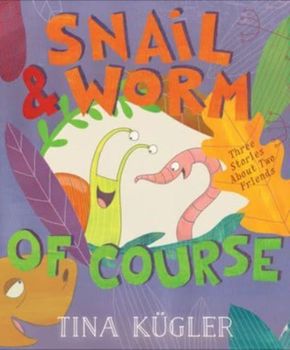 SNAIL
& WORM
Three
Stories
About Two
Friends
OF COURSE
TINA KÜGLER